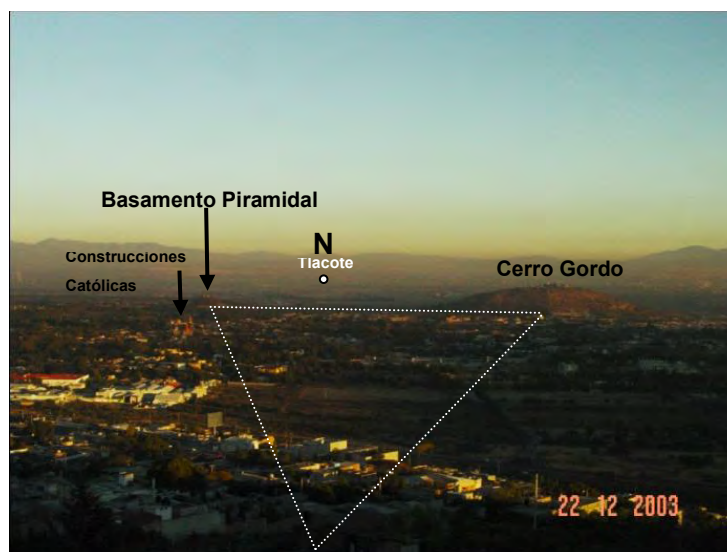 Basamento Piramidal
Construcciones
Católicas
N
Tlacote
Cerro Gordo
22 12 2003